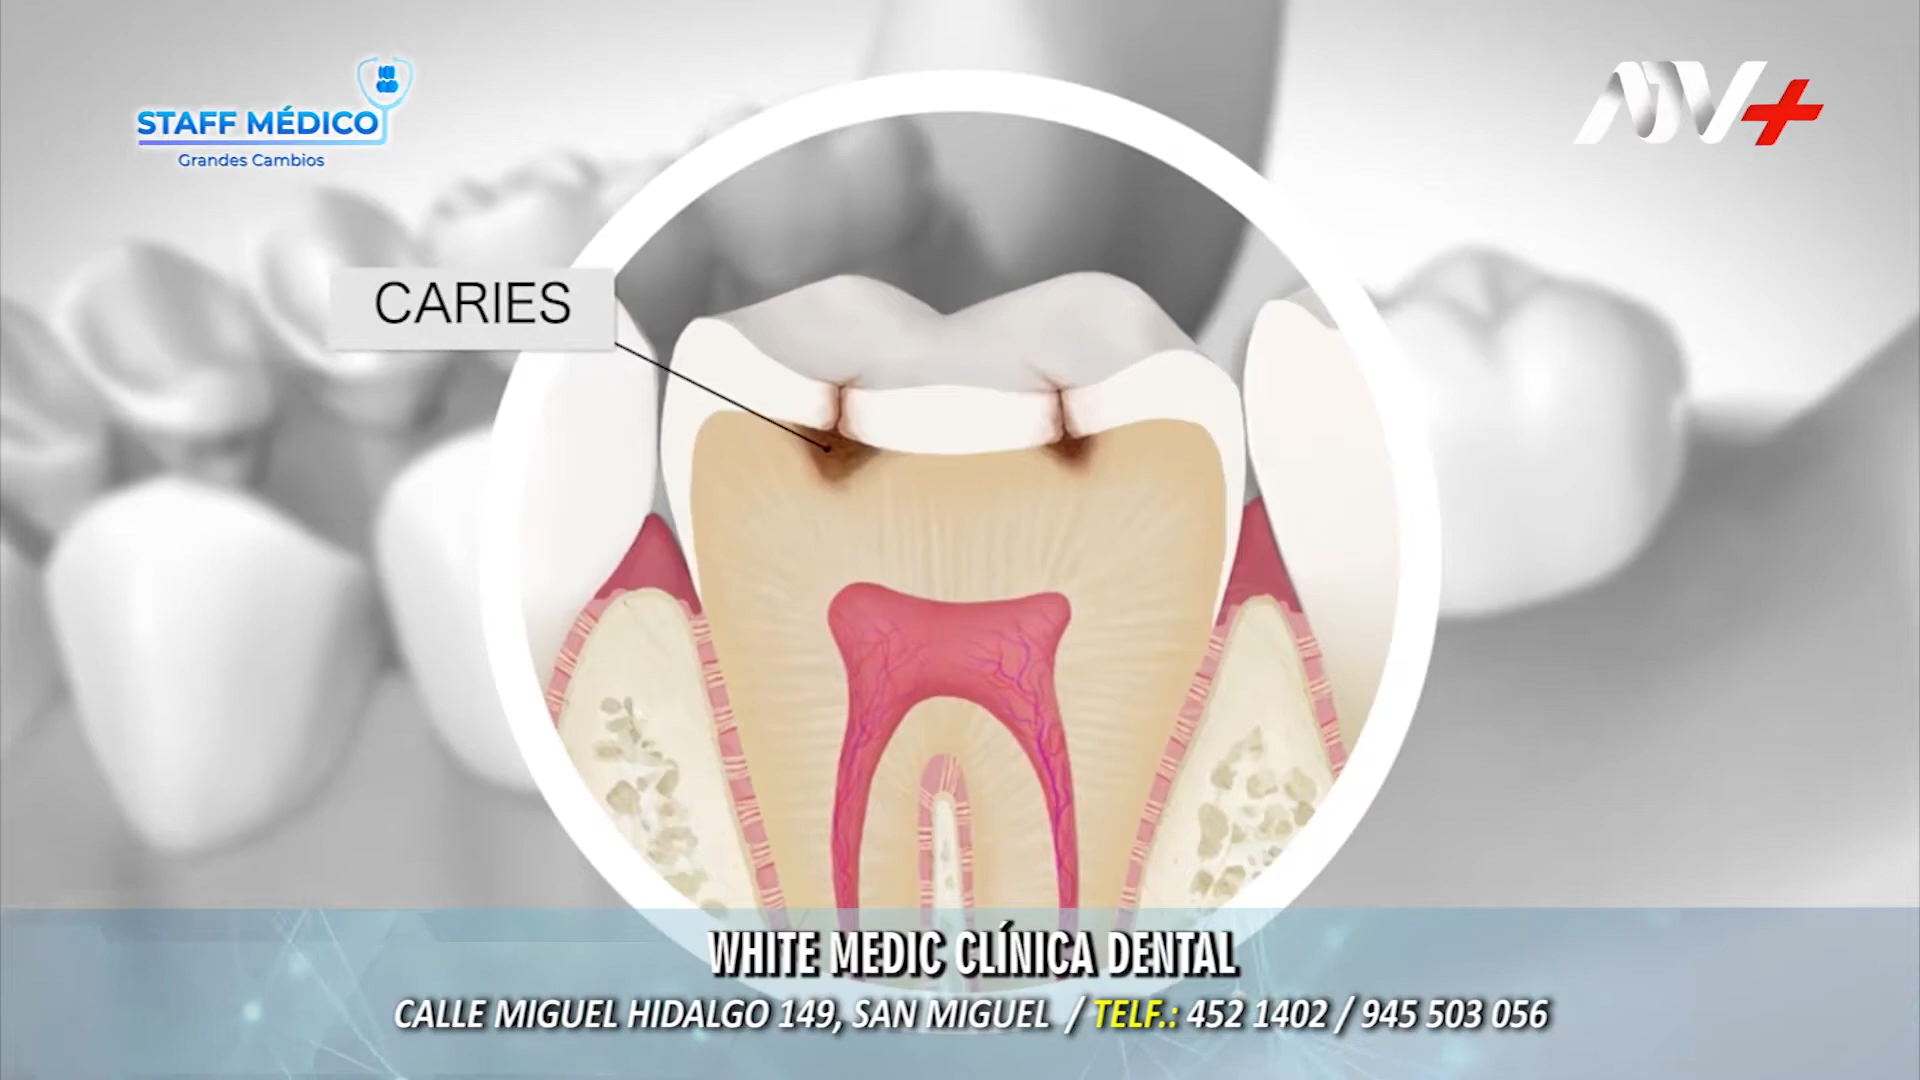 STAFF MÉDICO
Grandes Cambios
ATV+
CARIES
WHITE MEDIC CLÍNICA DENTAL
CALLE MIGUEL HIDALGO 149, SAN MIGUEL / TELF.: 452 1402 / 945 503 056